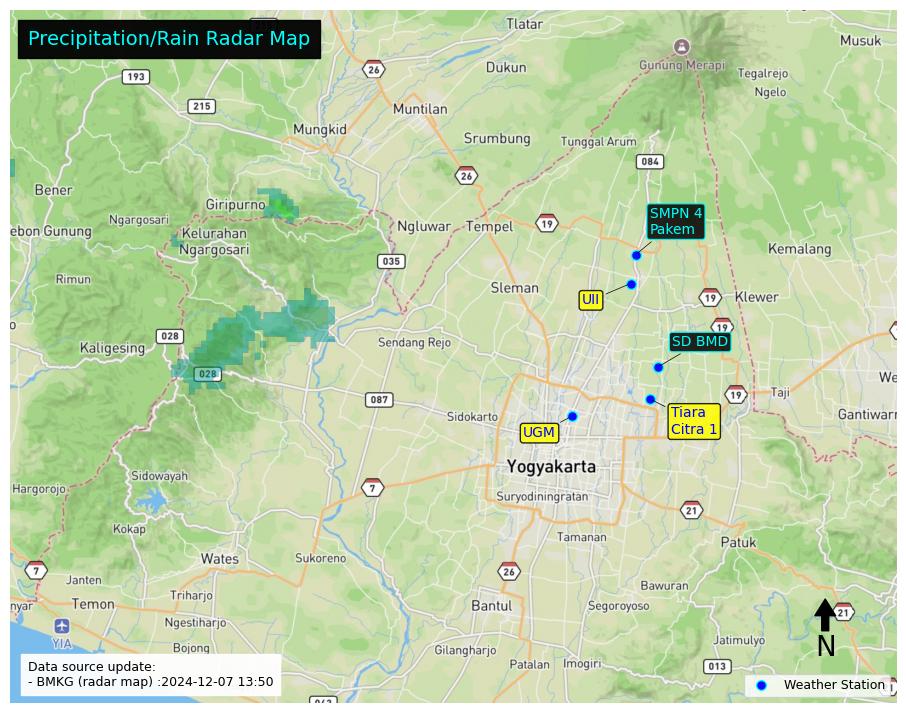 Precipitation/Rain Radar Map
Tlatar
Musuk
Gunung Merapi
26
Dukun
Tegalrejo
193
Ngelo
215
Muntilan
Mungkid
Srumbung
Tunggal Arum
084
26
Bener
Giripurno
SMPN 4
Pakem
Ngargosari
Ngluwar
Tempel
19
ebon Gunung
Kelurahan
Ngargosari
Kemalang
035
Rimun
Sleman
UII
19
Klewer
19
028
Sendang Rejo
SD BMD
Kaligesing
028
We
087
19
Taji
Sidokarto
Tiara
Citra 1
Gantiwarn
UGM
Yogyakarta
Sidowayah
Hargorojo
7
Suryodiningratan
21
Kokap
Tamanan
Patuk
Wates
Sukoreno
7
26
Janten
Bawuran
Triharjo
nyar
Temon
Bantul
Segoroyoso
21
Ngestiharjo
YIA
N
Bojong
Gilangharjo
Jatimulyo
Data source update:
- BMKG (radar map) :2024-12-07 13:50
Patalan
Imogiri
013
Weather Station